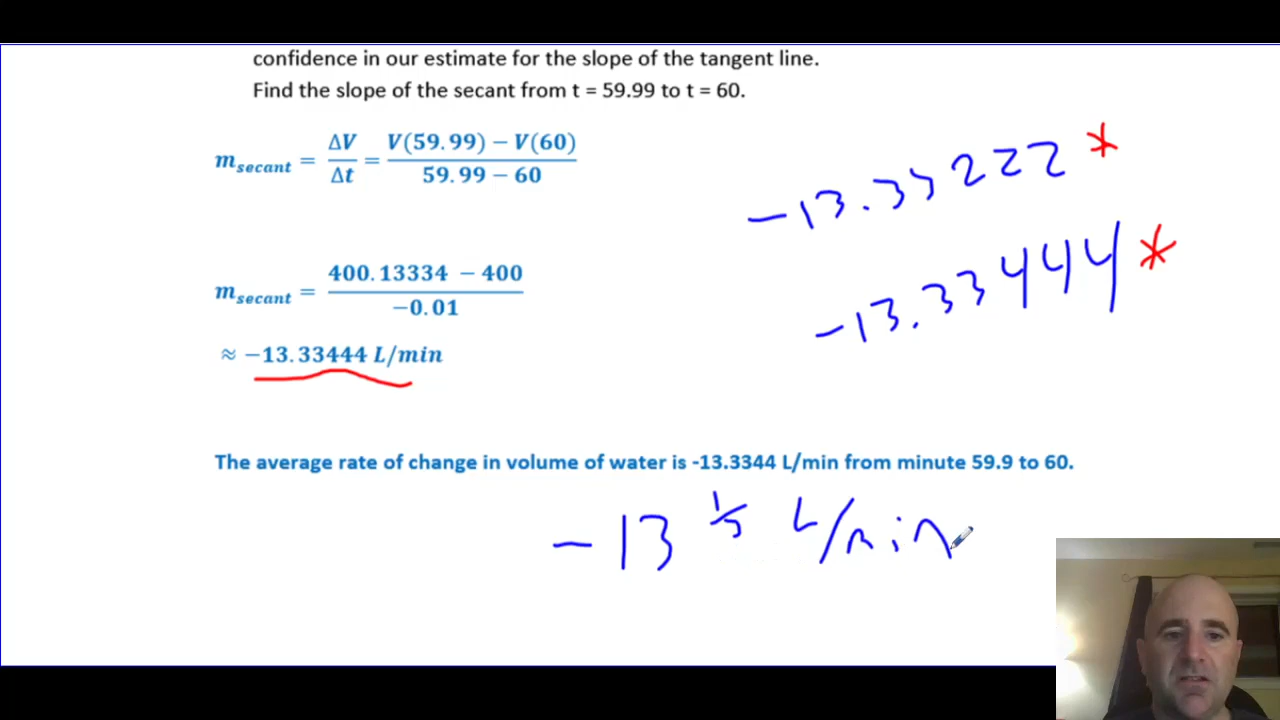 confidence in our estimate for the slope of the tangent line.
Find the slope of the secant from t = 59.99 to t = 60.
m_secant = ΔV/Δt = (V(59.99) − V(60))/(59.99 − 60)
-13.33222 *
m_secant = (400.13334 − 400)/(−0.01)
-13.33444 *
≈ −13.33444 L/min
The average rate of change in volume of water is -13.3344 L/min from minute 59.9 to 60.
-13 1/3 L/min